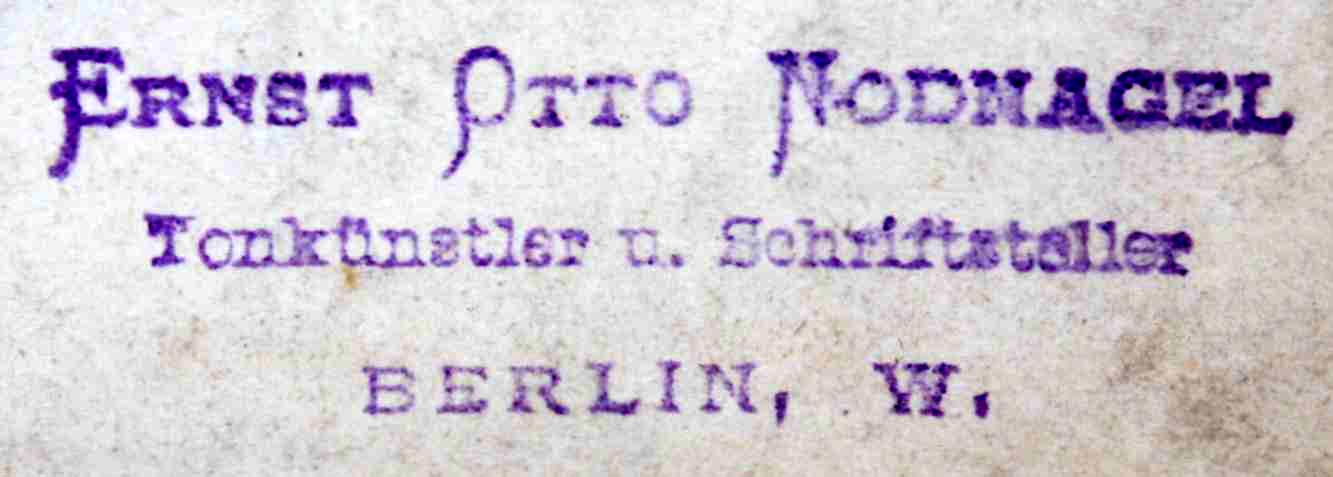 ERNST OTTO NODNAGEL
Tonkünstler u. Schriftsteller
BERLIN, W.